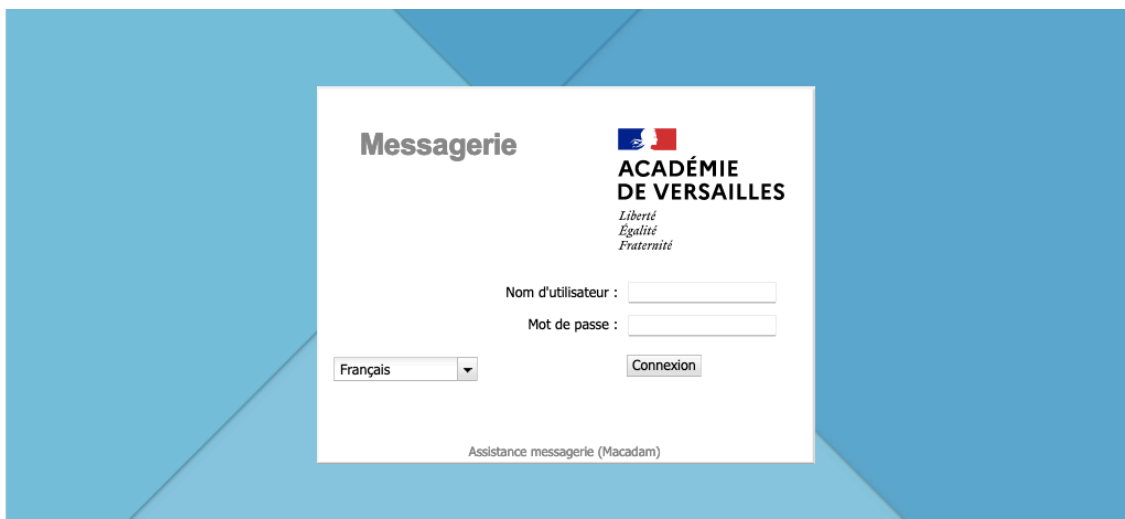 Messagerie
ACADÉMIE
DE VERSAILLES
Liberté
Égalité
Fraternité
Nom d'utilisateur :
Mot de passe :
Français
Connexion
Assistance messagerie (Macadam)